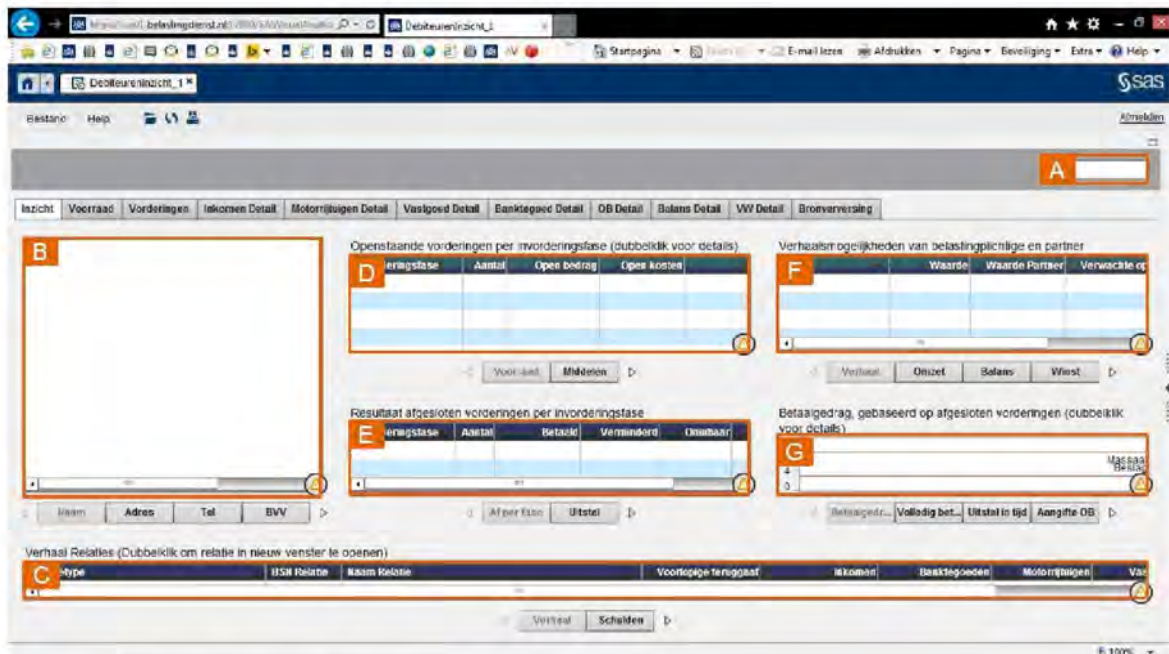 belastingdienst.nl
DebiteurenInzicht_1
Startpagina E-mail lezen Afdrukken Pagina Beveiliging Extra Help
DebiteurenInzicht_1
sas
Bestand Help
Afmelden
A
Inzicht Voorraad Vorderingen Inkomen Detail Motorrijtuigen Detail Vastgoed Detail Banktegoed Detail OB Detail Balans Detail VW Detail Bronverversing
B
Openstaande vorderingen per invorderingsfase (dubbelklik voor details)
D eringsfase Aantal Open bedrag Open kosten
Voorraad Middelen
Verhaalsmogelijkheden van belastingplichtige en partner
F Waarde Waarde Partner Verwachte op
Verhaal Omzet Balans Winst
Resultaat afgesloten vorderingen per invorderingsfase
E eringsfase Aantal Betaald Verminderd Oninbaar
Af per fase Uitstel
Betaalgedrag, gebaseerd op afgesloten vorderingen (dubbelklik
voor details)
G
Massaal
Beslag
4
0
Betaalgedr... Volledig bet... Uitstel in tijd Aangifte OB
Naam Adres Tel BVV
Verhaal Relaties (Dubbelklik om relatie in nieuw venster te openen)
C etype BSN Relatie Naam Relatie Voorlopige teruggaaf Inkomen Banktegoeden Motorrijtuigen Vas
Verhaal Schulden
100%